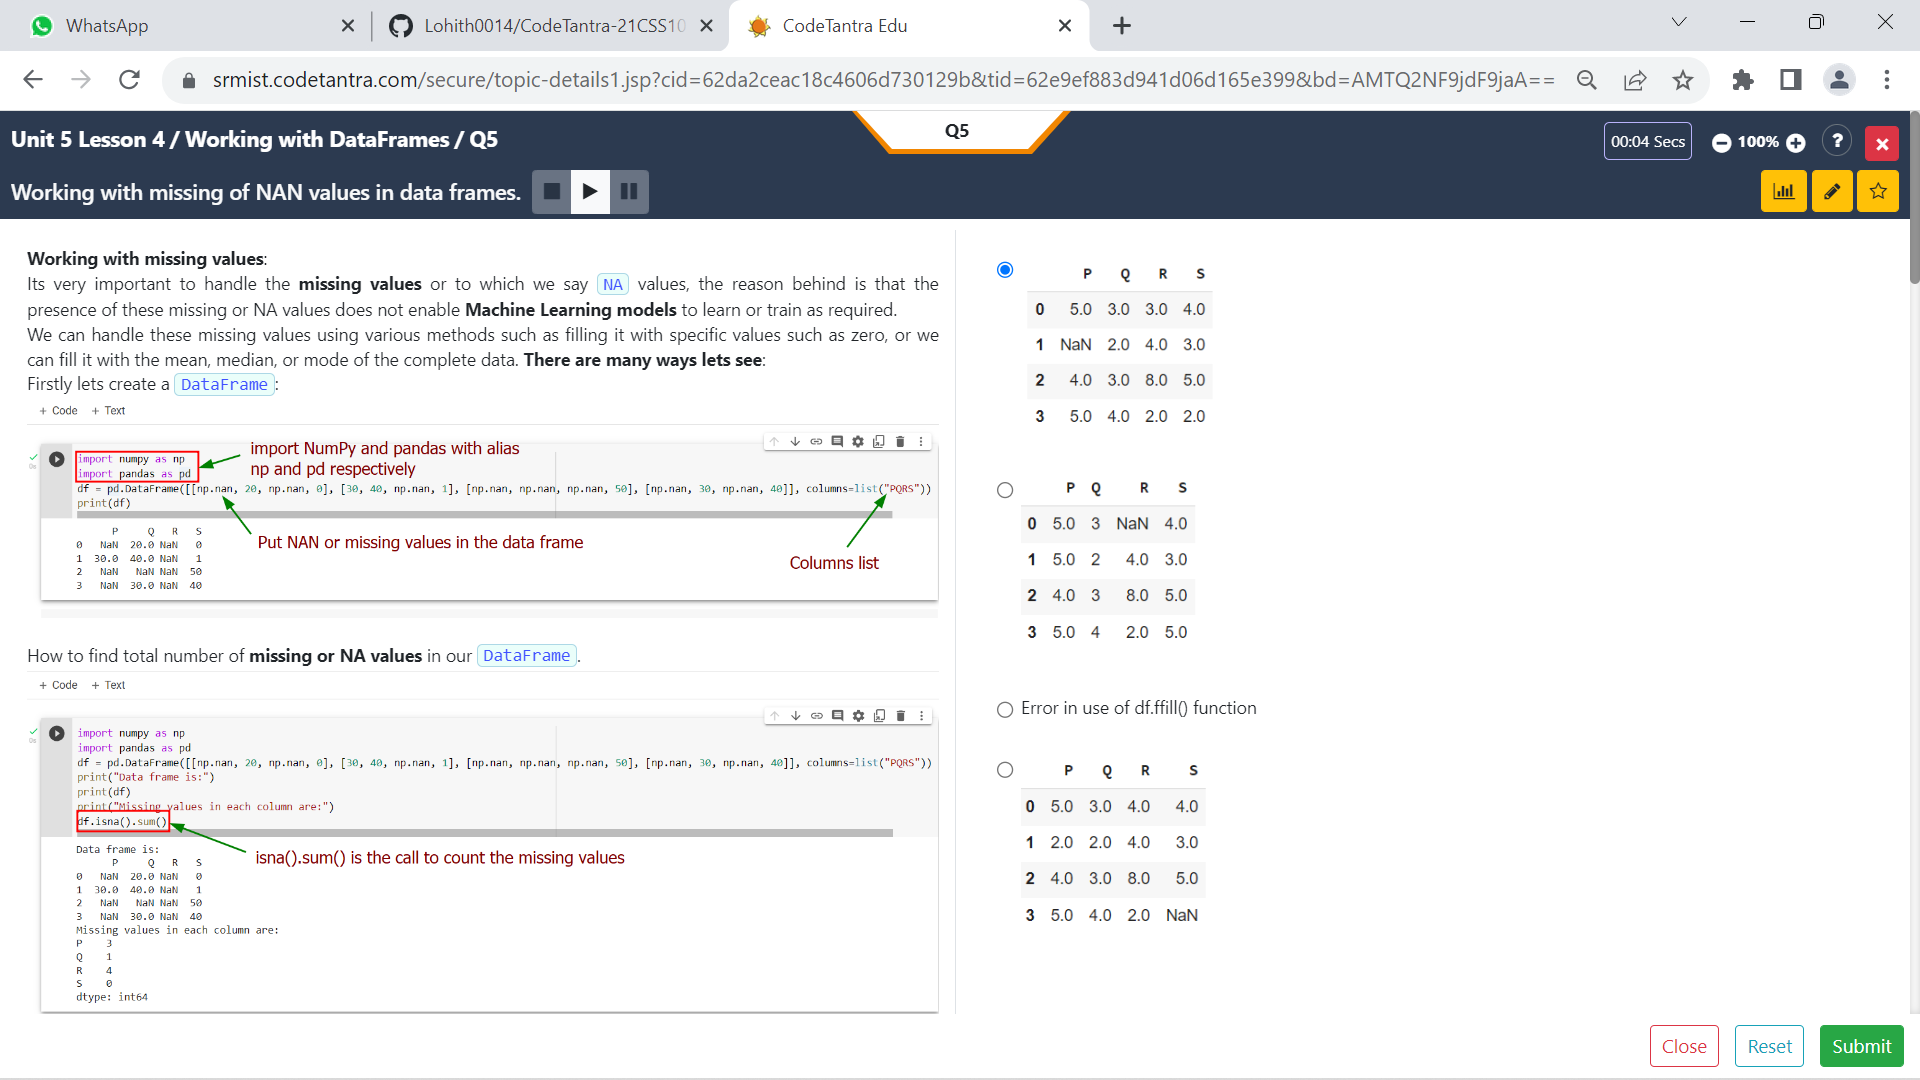 WhatsApp
Lohith0014/CodeTantra-21CSS10
CodeTantra Edu
srmist.codetantra.com/secure/topic-details1.jsp?cid=62da2ceac18c4606d730129b&tid=62e9ef883d941d06d165e399&bd=AMTQ2NF9jdF9jaA==
Unit 5 Lesson 4 / Working with DataFrames / Q5
Q5
00:04 Secs
100%
?
Working with missing of NAN values in data frames.
Working with missing values:
Its very important to handle the missing values or to which we say NA values, the reason behind is that the
presence of these missing or NA values does not enable Machine Learning models to learn or train as required.
We can handle these missing values using various methods such as filling it with specific values such as zero, or we
can fill it with the mean, median, or mode of the complete data. There are many ways lets see:
Firstly lets create a DataFrame:
+ Code + Text
import NumPy and pandas with alias
np and pd respectively
import numpy as np
import pandas as pd
df = pd.DataFrame([[np.nan, 20, np.nan, 0], [30, 40, np.nan, 1], [np.nan, np.nan, np.nan, 50], [np.nan, 30, np.nan, 40]], columns=list("PQRS"))
print(df)
P Q R S
0 NaN 20.0 NaN 0
1 30.0 40.0 NaN 1
2 NaN NaN NaN 50
3 NaN 30.0 NaN 40
Put NAN or missing values in the data frame
Columns list
How to find total number of missing or NA values in our DataFrame.
+ Code + Text
import numpy as np
import pandas as pd
df = pd.DataFrame([[np.nan, 20, np.nan, 0], [30, 40, np.nan, 1], [np.nan, np.nan, np.nan, 50], [np.nan, 30, np.nan, 40]], columns=list("PQRS"))
print("Data frame is:")
print(df)
print("Missing values in each column are:")
df.isna().sum()
isna().sum() is the call to count the missing values
Data frame is:
P Q R S
0 NaN 20.0 NaN 0
1 30.0 40.0 NaN 1
2 NaN NaN NaN 50
3 NaN 30.0 NaN 40
Missing values in each column are:
P 3
Q 1
R 4
S 0
dtype: int64
P Q R S
0 5.0 3.0 3.0 4.0
1 NaN 2.0 4.0 3.0
2 4.0 3.0 8.0 5.0
3 5.0 4.0 2.0 2.0
P Q R S
0 5.0 3 NaN 4.0
1 5.0 2 4.0 3.0
2 4.0 3 8.0 5.0
3 5.0 4 2.0 5.0
Error in use of df.ffill() function
P Q R S
0 5.0 3.0 4.0 4.0
1 2.0 2.0 4.0 3.0
2 4.0 3.0 8.0 5.0
3 5.0 4.0 2.0 NaN
Close
Reset
Submit